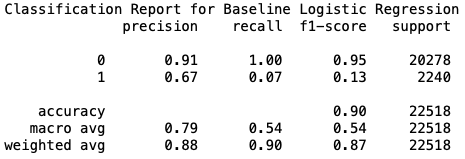 Classification Report for Baseline Logistic Regression
precision recall f1-score support
0 0.91 1.00 0.95 20278
1 0.67 0.07 0.13 2240
accuracy 0.90 22518
macro avg 0.79 0.54 0.54 22518
weighted avg 0.88 0.90 0.87 22518